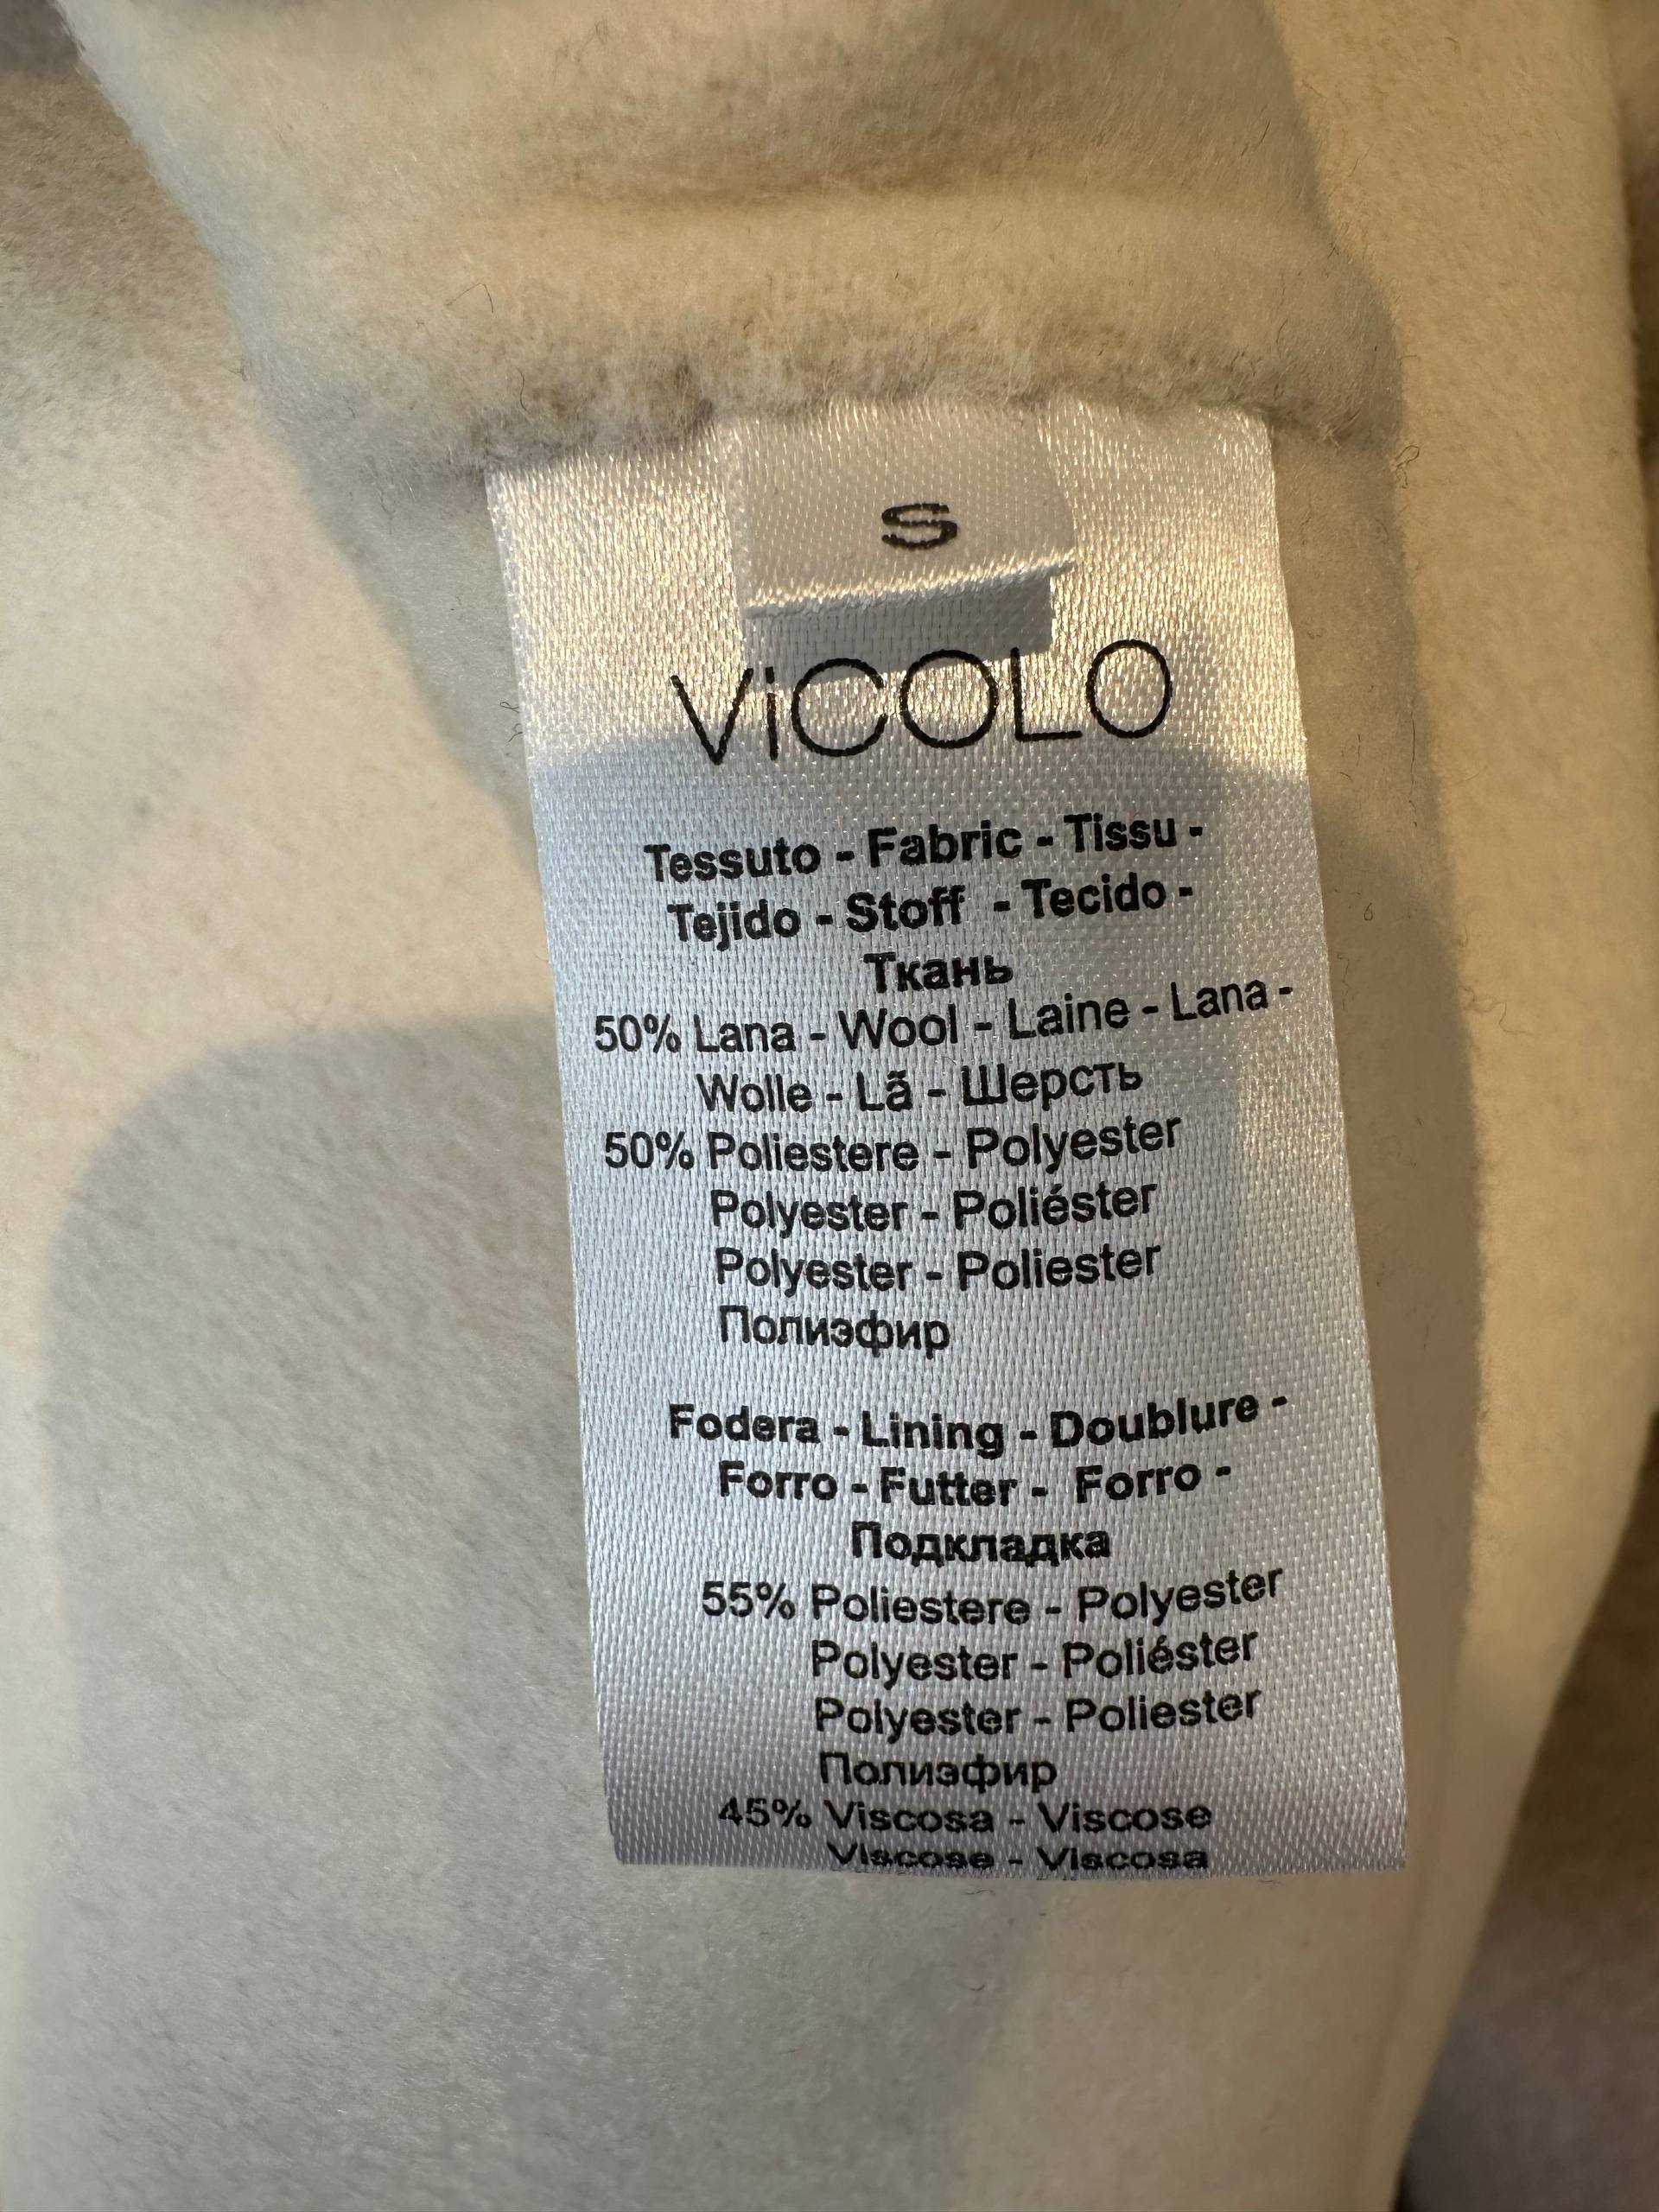 S
ViCOLO
Tessuto - Fabric - Tissu -
Tejido - Stoff - Tecido -
Ткань
50% Lana - Wool - Laine - Lana -
Wolle - Lã - Шерсть
50% Poliestere - Polyester
Polyester - Poliéster
Polyester - Poliester
Полиэфир
Fodera - Lining - Doublure -
Forro - Futter - Forro -
Подкладка
55% Poliestere - Polyester
Polyester - Poliéster
Polyester - Poliester
Полиэфир
45% Viscosa - Viscose
Viscose - Viscosa